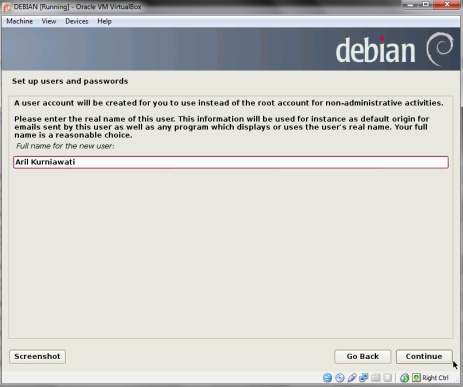 DEBIAN [Running] - Oracle VM VirtualBox
Machine View Devices Help
debian
Set up users and passwords
A user account will be created for you to use instead of the root account for non-administrative activities.
Please enter the real name of this user. This information will be used for instance as default origin for
emails sent by this user as well as any program which displays or uses the user's real name. Your full
name is a reasonable choice.
Full name for the new user:
Aril Kurniawati
Screenshot Go Back Continue
Right Ctrl